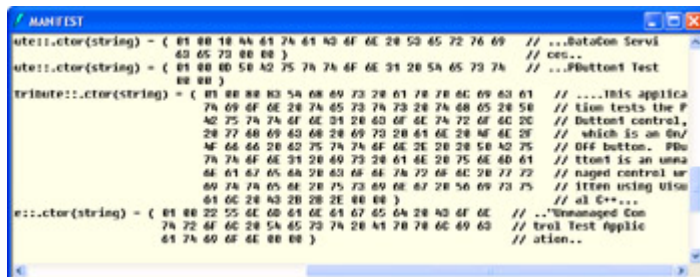 MANIFEST
ute::.ctor(string) = ( 01 00 10 44 61 74 61 43 6F 6E 20 53 65 72 76 69 // ...DataCon Servi
63 65 73 00 00 ) // ces..
ute::.ctor(string) = ( 01 00 0D 50 42 75 74 74 6F 6E 31 20 54 65 73 74 // ...PButton1 Test
00 00 )
tribute::.ctor(string) = ( 01 00 80 83 54 68 69 73 20 61 70 70 6C 69 63 61 // ....This applica
74 69 6F 6E 20 74 65 73 74 73 20 74 68 65 20 50 // tion tests the P
42 75 74 74 6F 6E 31 20 63 6F 6E 74 72 6F 6C 2C // Button1 control,
20 77 68 69 63 68 20 69 73 20 61 6E 20 4F 6E 2F // which is an On/
4F 66 66 20 62 75 74 74 6F 6E 2E 20 20 50 42 75 // Off button. PBu
74 74 6F 6E 31 20 69 73 20 61 6E 20 75 6E 6D 61 // tton1 is an unma
6E 61 67 65 64 20 63 6F 6E 74 72 6F 6C 20 77 72 // naged control wr
69 74 74 65 6E 20 75 73 69 6E 67 20 56 69 73 75 // itten using Visu
61 6C 20 43 2B 2B 2E 00 00 ) // al C++...
e::.ctor(string) = ( 01 00 22 55 6E 6D 61 6E 61 67 65 64 20 43 6F 6E // .."Unmanaged Con
74 72 6F 6C 20 54 65 73 74 20 41 70 70 6C 69 63 // trol Test Applic
61 74 69 6F 6E 00 00 ) // ation..